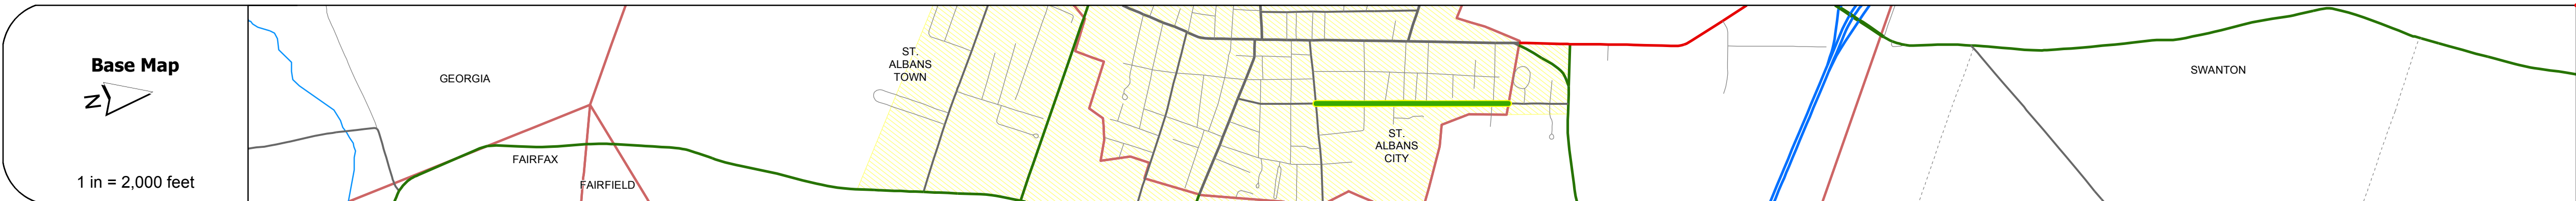 Base Map
N
1 in = 2,000 feet
GEORGIA
FAIRFAX
FAIRFIELD
ST.
ALBANS
TOWN
ST.
ALBANS
CITY
SWANTON